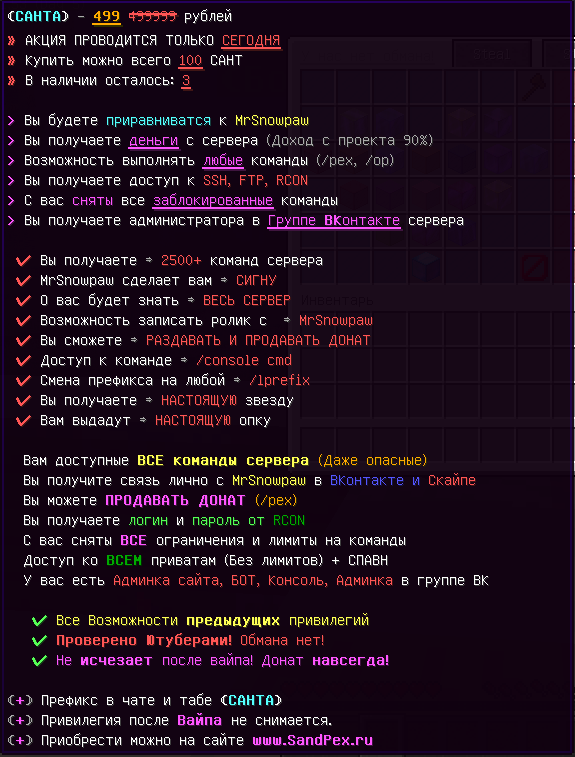 (САНТА) - 499 499999 рублей
» АКЦИЯ ПРОВОДИТСЯ ТОЛЬКО СЕГОДНЯ
» Купить можно всего 100 САНТ
» В наличии осталось: 3
> Вы будете приравниватся к MrSnowpaw
> Вы получаете деньги с сервера (Доход с проекта 90%)
> Возможность выполнять любые команды (/pex, /op)
> Вы получаете доступ к SSH, FTP, RCON
> С вас сняты все заблокированные команды
> Вы получаете администратора в Группе ВКонтакте сервера
✔ Вы получаете ⇨ 2500+ команд сервера
✔ MrSnowpaw сделает вам ⇨ СИГНУ
✔ О вас будет знать ⇨ ВЕСЬ СЕРВЕР
✔ Возможность записать ролик с ⇨ MrSnowpaw
✔ Вы сможете ⇨ РАЗДАВАТЬ И ПРОДАВАТЬ ДОНАТ
✔ Доступ к команде ⇨ /console cmd
✔ Смена префикса на любой ⇨ /lprefix
✔ Вы получаете ⇨ НАСТОЯЩУЮ звезду
✔ Вам выдадут ⇨ НАСТОЯЩУЮ опку
Вам доступные ВСЕ команды сервера (Даже опасные)
Вы получите связь лично с MrSnowpaw в ВКонтакте и Скайпе
Вы можете ПРОДАВАТЬ ДОНАТ (/pex)
Вы получаете логин и пароль от RCON
С вас сняты ВСЕ ограничения и лимиты на команды
Доступ ко ВСЕМ приватам (Без лимитов) + СПАВН
У вас есть Админка сайта, БОТ, Консоль, Админка в группе ВК
✔ Все Возможности предыдущих привилегий
✔ Проверено Ютуберами! Обмана нет!
✔ Не исчезает после вайпа! Донат навсегда!
(+) Префикс в чате и табе (САНТА)
(+) Привилегия после Вайпа не снимается.
(+) Приобрести можно на сайте www.SandPex.ru